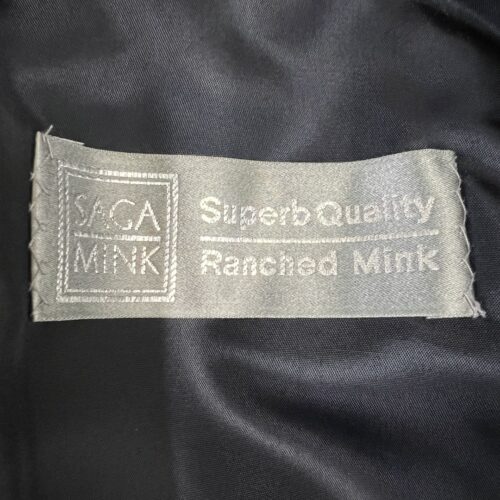 SAGA
MINK
Superb Quality
Ranched Mink